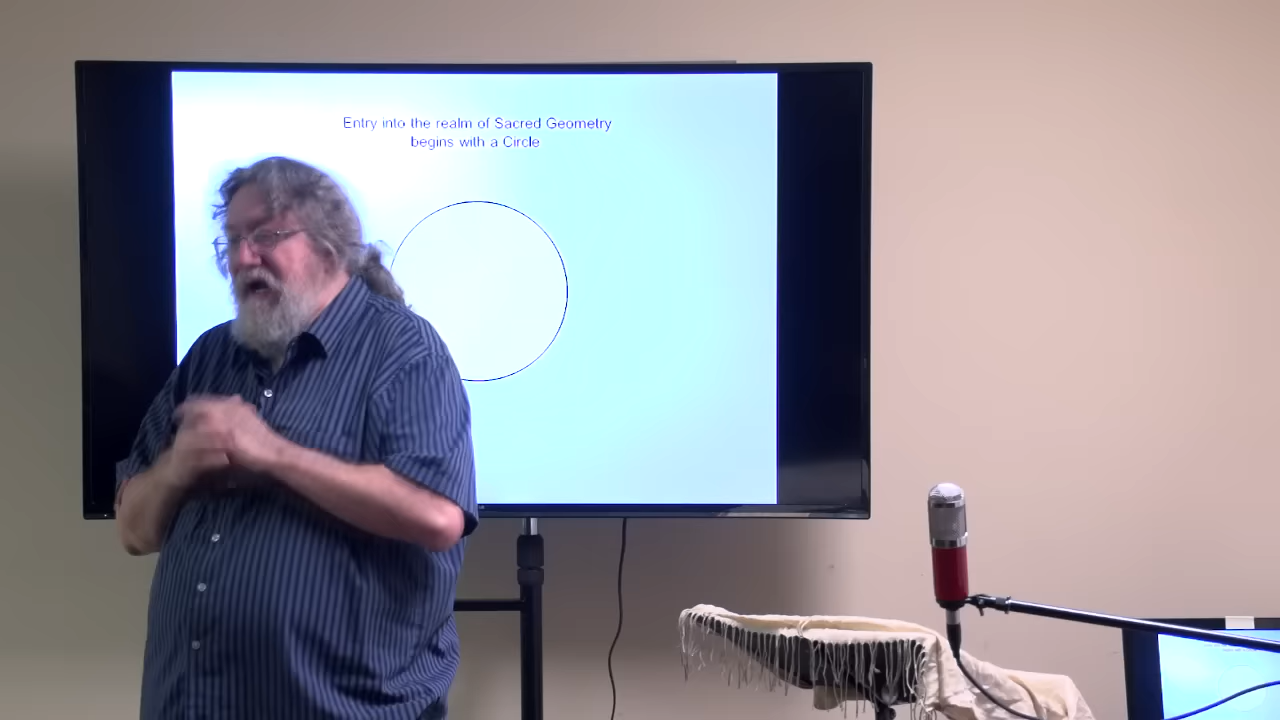 Entry into the realm of Sacred Geometry
begins with a Circle